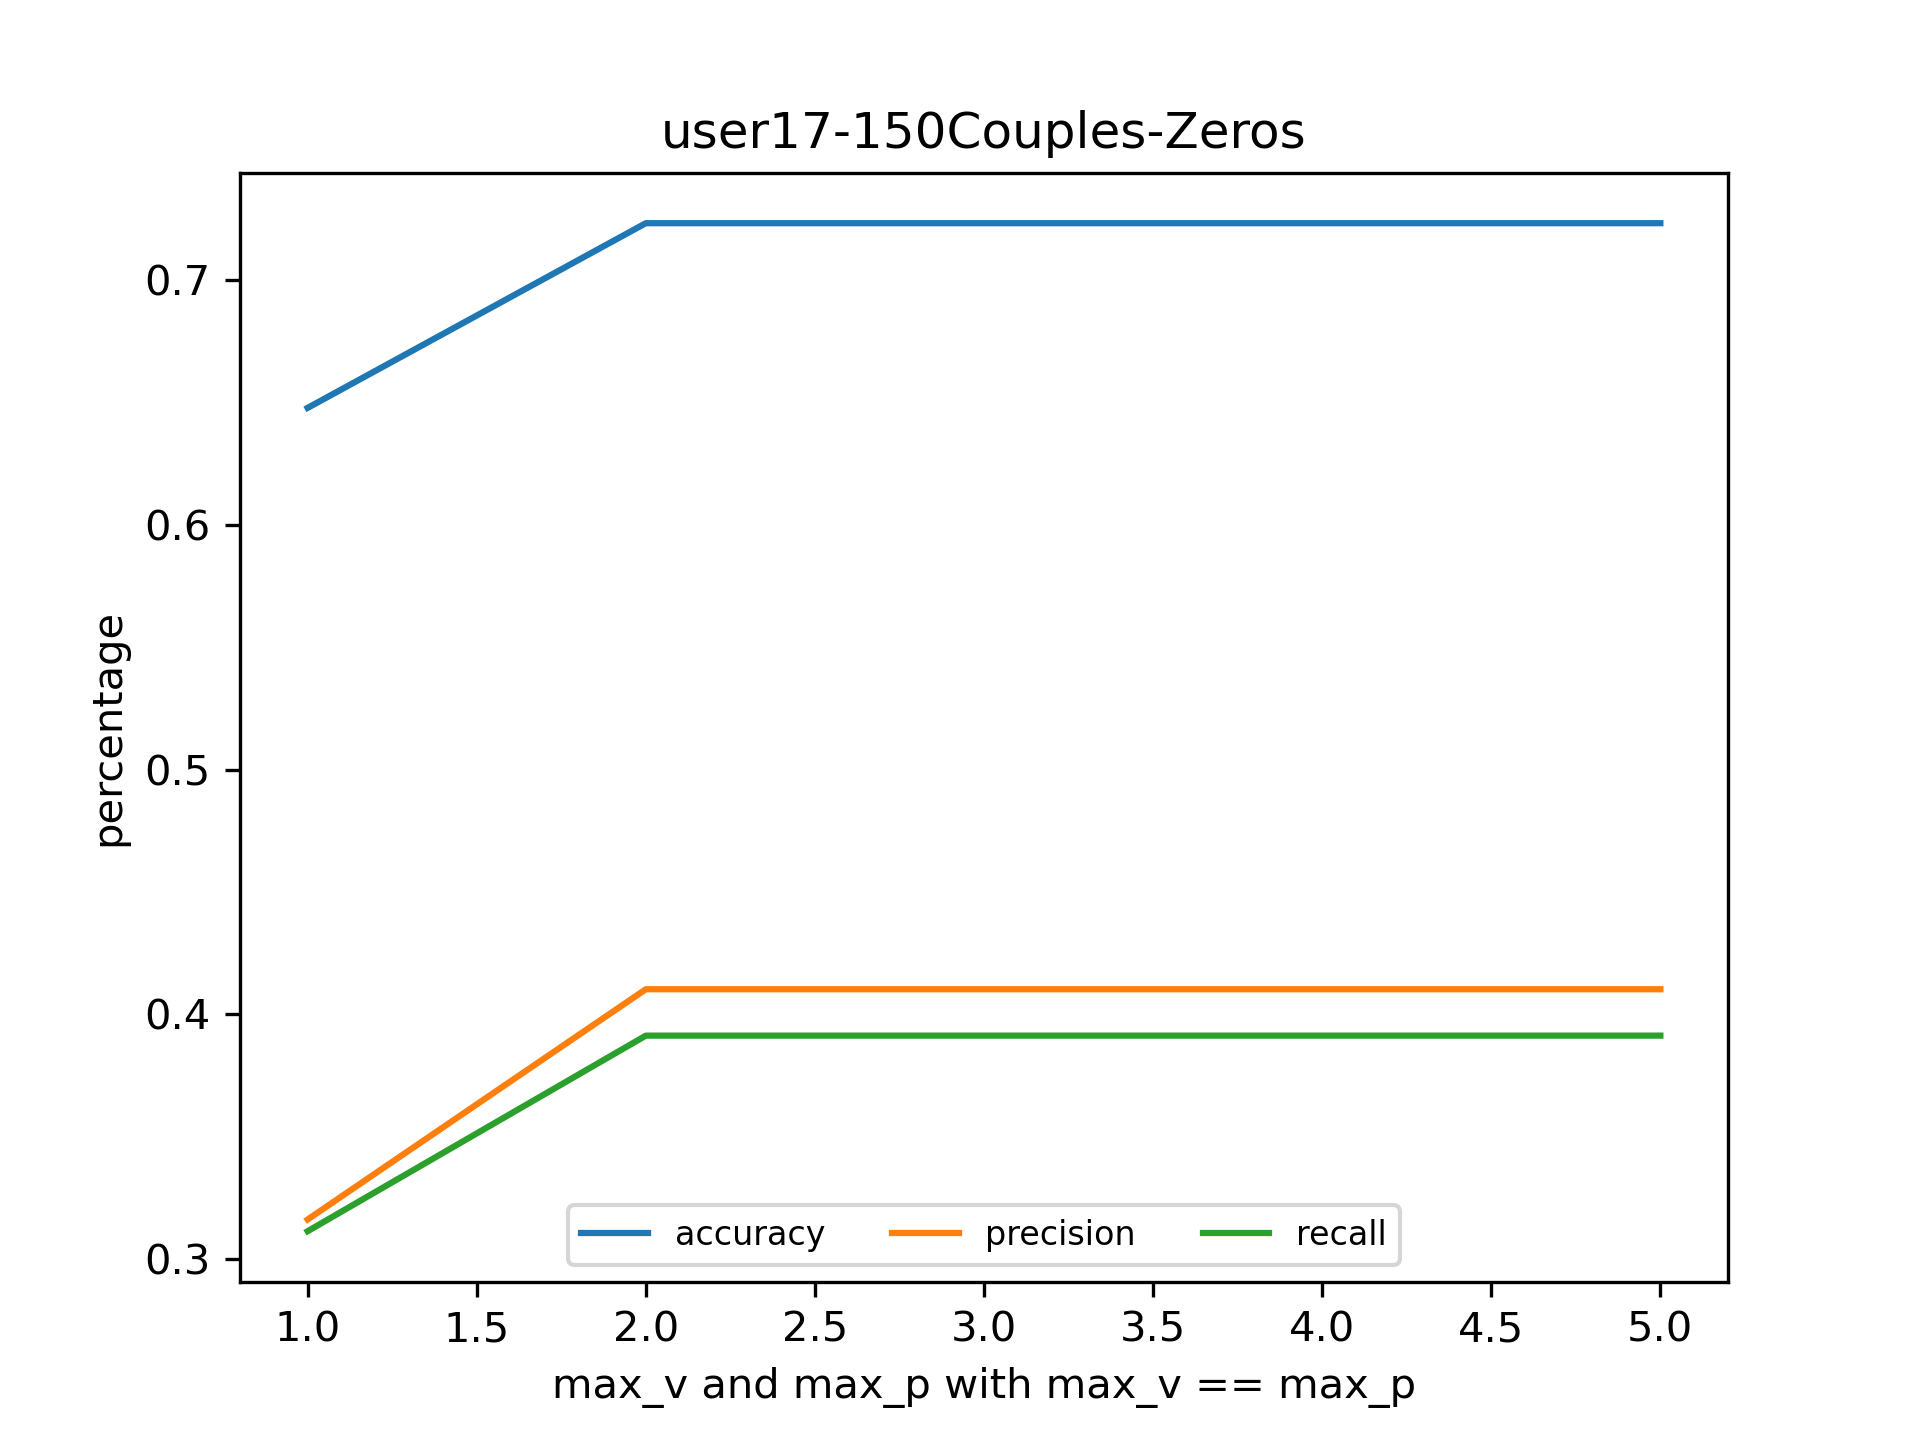 user17-150Couples-Zeros
percentage
0.7
0.6
0.5
0.4
0.3
accuracy precision recall
1.0 1.5 2.0 2.5 3.0 3.5 4.0 4.5 5.0
max_v and max_p with max_v == max_p